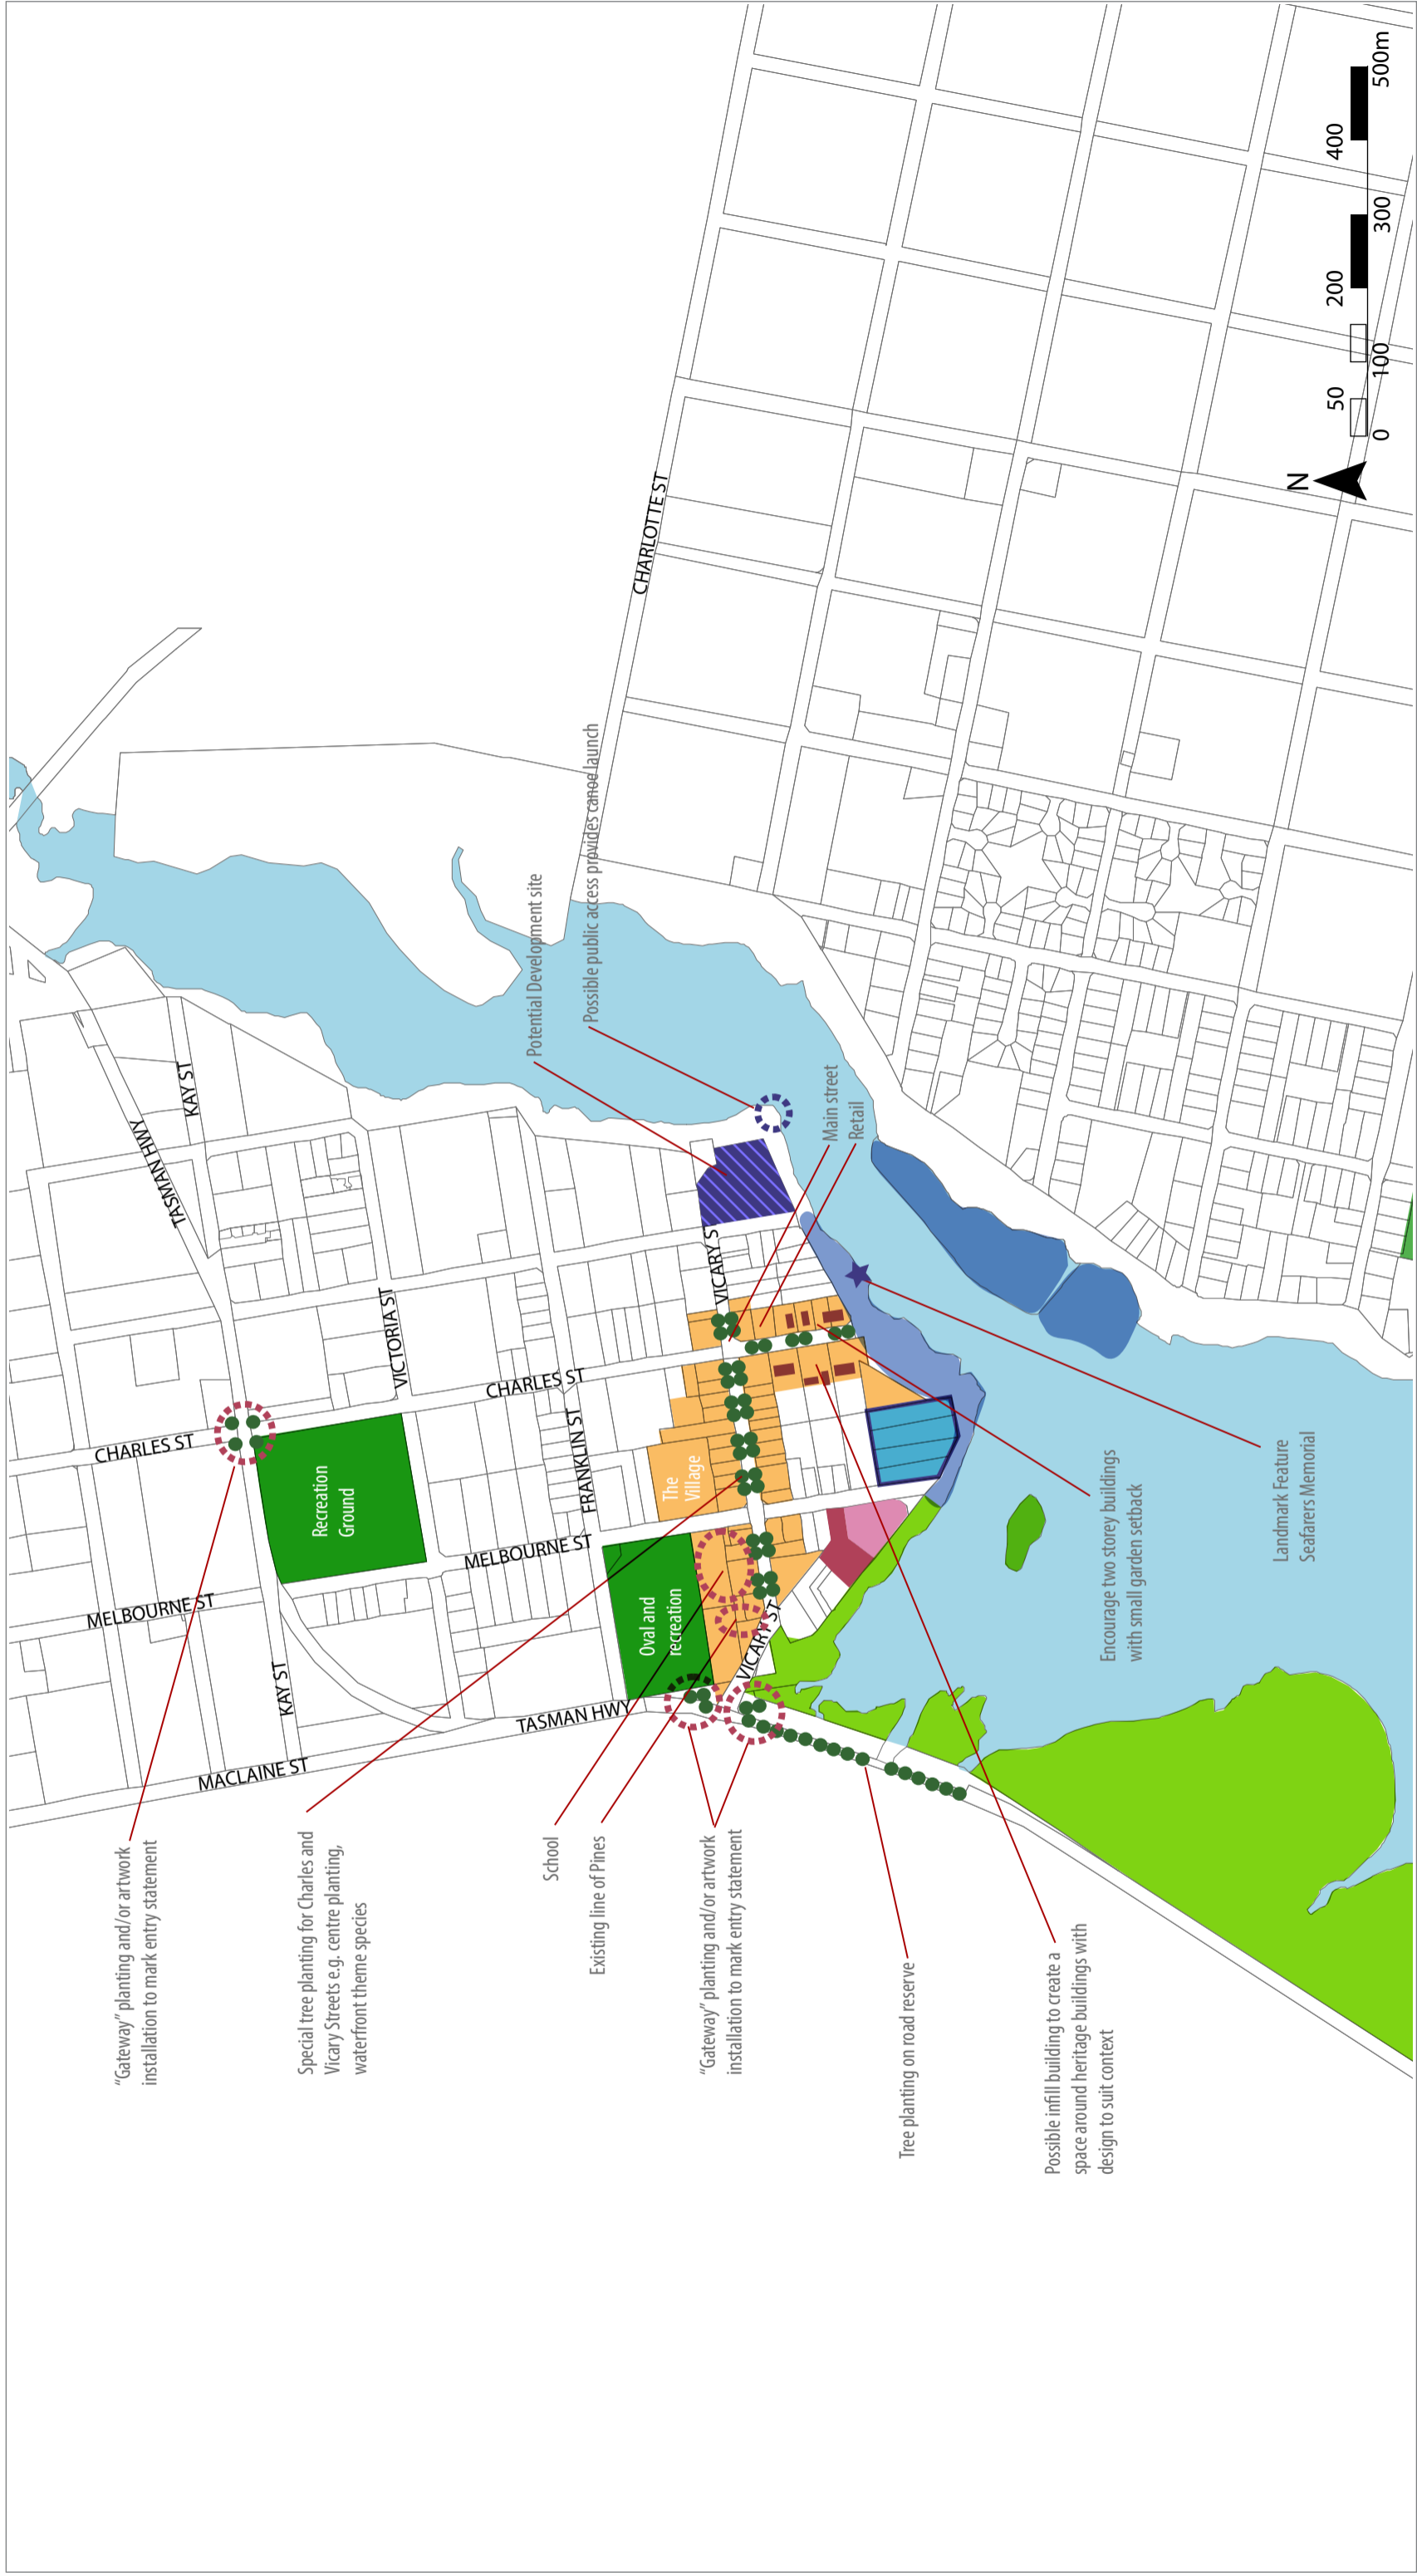 "Gateway" planting and/or artwork
installation to mark entry statement
Special tree planting for Charles and
Vicary Streets e.g. centre planting,
waterfront theme species
School
Existing line of Pines
"Gateway" planting and/or artwork
installation to mark entry statement
Tree planting on road reserve
Possible infill building to create a
space around heritage buildings with
design to suit context
MACLAINE ST
TASMAN HWY
KAY ST
MELBOURNE ST
MELBOURNE ST
CHARLES ST
Recreation
Ground
Oval and
recreation
VICARY ST
The
Village
FRANKLIN ST
CHARLES ST
VICTORIA ST
VICARY S
TASMAN HWY
KAY ST
Encourage two storey buildings
with small garden setback
Landmark Feature
Seafarers Memorial
Main street
Retail
Potential Development site
Possible public access provides canoe launch
CHARLOTTE ST
N
0
50
100
200
300
400
500m